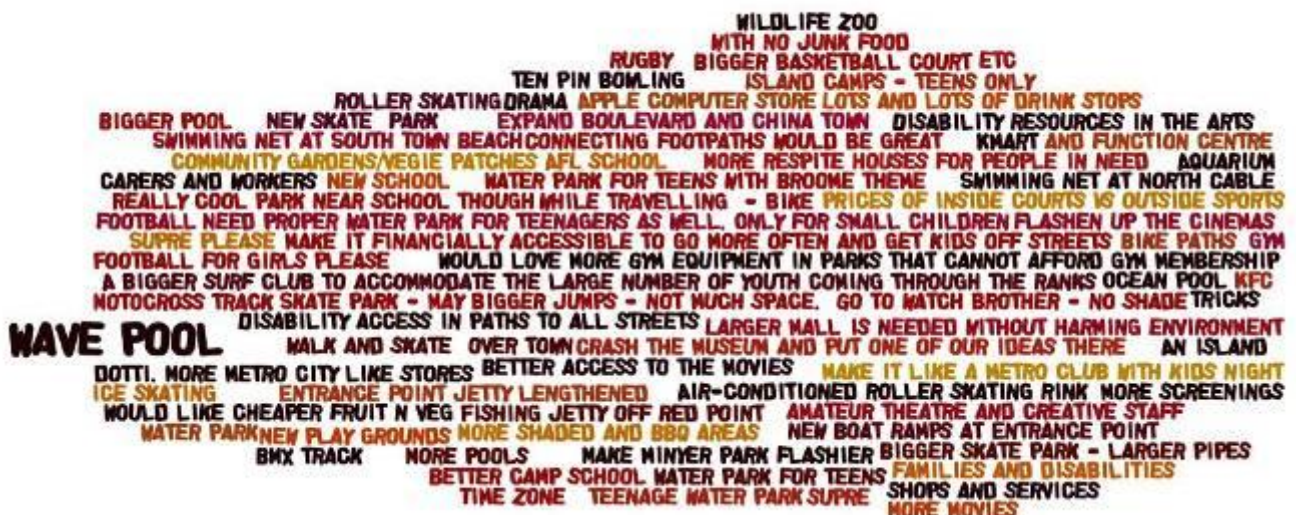 WILDLIFE ZOO
WITH NO JUNK FOOD
RUGBY BIGGER BASKETBALL COURT ETC
TEN PIN BOWLING ISLAND CAMPS - TEENS ONLY
ROLLER SKATING DRAMA APPLE COMPUTER STORE LOTS AND LOTS OF DRINK STOPS
BIGGER POOL NEW SKATE PARK EXPAND BOULEVARD AND CHINA TOWN DISABILITY RESOURCES IN THE ARTS
SWIMMING NET AT SOUTH TOWN BEACH CONNECTING FOOTPATHS WOULD BE GREAT KMART AND FUNCTION CENTRE
COMMUNITY GARDENS/VEGIE PATCHES AFL SCHOOL MORE RESPITE HOUSES FOR PEOPLE IN NEED AQUARIUM
CARERS AND WORKERS NEW SCHOOL WATER PARK FOR TEENS WITH BROOME THEME SWIMMING NET AT NORTH CABLE
REALLY COOL PARK NEAR SCHOOL THOUGH WHILE TRAVELLING - BIKE PRICES OF INSIDE COURTS VS OUTSIDE SPORTS
FOOTBALL NEED PROPER WATER PARK FOR TEENAGERS AS WELL. ONLY FOR SMALL CHILDREN FLASHEN UP THE CINEMAS
SUPRE PLEASE MAKE IT FINANCIALLY ACCESSIBLE TO GO MORE OFTEN AND GET KIDS OFF STREETS BIKE PATHS GYM
FOOTBALL FOR GIRLS PLEASE WOULD LOVE MORE GYM EQUIPMENT IN PARKS THAT CANNOT AFFORD GYM MEMBERSHIP
A BIGGER SURF CLUB TO ACCOMMODATE THE LARGE NUMBER OF YOUTH COMING THROUGH THE RANKS OCEAN POOL KFC
MOTOCROSS TRACK SKATE PARK - MAY BIGGER JUMPS - NOT MUCH SPACE. GO TO WATCH BROTHER - NO SHADE TRICKS
WAVE POOL DISABILITY ACCESS IN PATHS TO ALL STREETS LARGER MALL IS NEEDED WITHOUT HARMING ENVIRONMENT
WALK AND SKATE OVER TOWN CRASH THE MUSEUM AND PUT ONE OF OUR IDEAS THERE AN ISLAND
DOTTI. MORE METRO CITY LIKE STORES BETTER ACCESS TO THE MOVIES MAKE IT LIKE A METRO CLUB WITH KIDS NIGHT
ICE SKATING ENTRANCE POINT JETTY LENGTHENED AIR-CONDITIONED ROLLER SKATING RINK MORE SCREENINGS
WOULD LIKE CHEAPER FRUIT N VEG FISHING JETTY OFF RED POINT AMATEUR THEATRE AND CREATIVE STAFF
WATER PARK NEW PLAY GROUNDS MORE SHADED AND BBQ AREAS NEW BOAT RAMPS AT ENTRANCE POINT
BMX TRACK MORE POOLS MAKE MINYER PARK FLASHIER BIGGER SKATE PARK - LARGER PIPES
BETTER CAMP SCHOOL WATER PARK FOR TEENS FAMILIES AND DISABILITIES
TIME ZONE TEENAGE WATER PARK SUPRE SHOPS AND SERVICES
MORE MOVIES